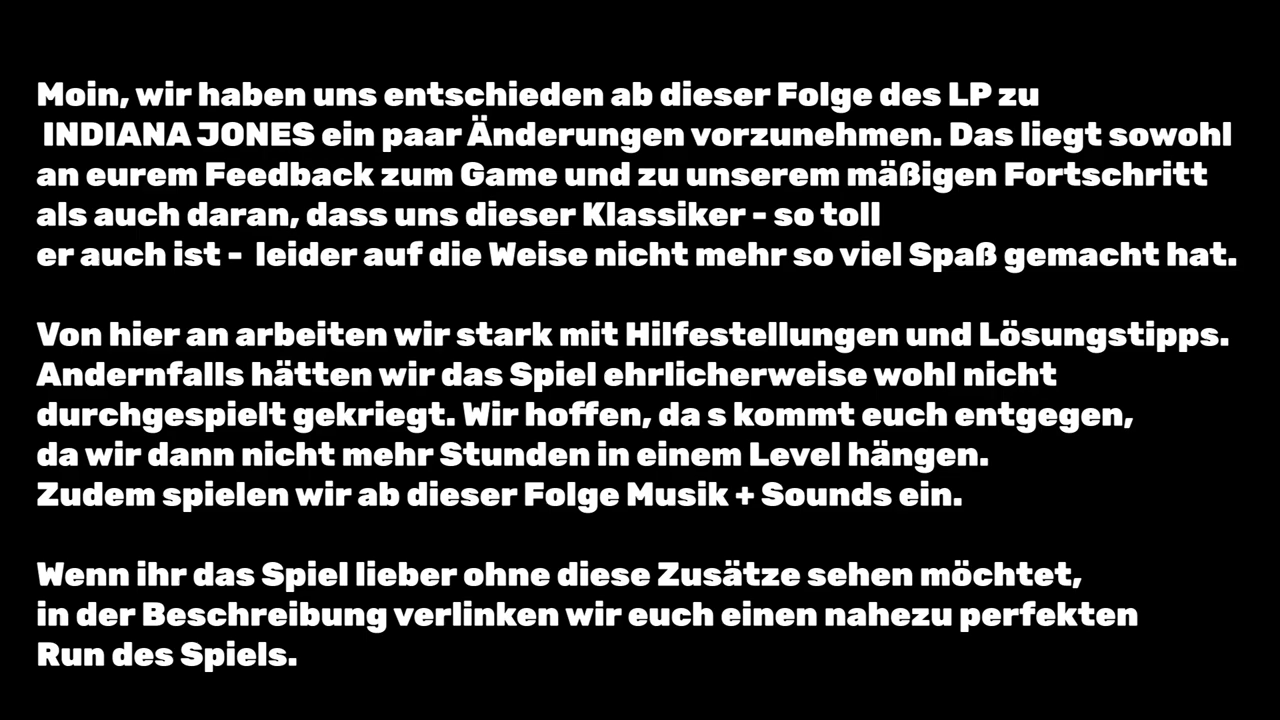 Moin, wir haben uns entschieden ab dieser Folge des LP zu
INDIANA JONES ein paar Änderungen vorzunehmen. Das liegt sowohl
an eurem Feedback zum Game und zu unserem mäßigen Fortschritt
als auch daran, dass uns dieser Klassiker - so toll
er auch ist -  leider auf die Weise nicht mehr so viel Spaß gemacht hat.

Von hier an arbeiten wir stark mit Hilfestellungen und Lösungstipps.
Andernfalls hätten wir das Spiel ehrlicherweise wohl nicht
durchgespielt gekriegt. Wir hoffen, da s kommt euch entgegen,
da wir dann nicht mehr Stunden in einem Level hängen.
Zudem spielen wir ab dieser Folge Musik + Sounds ein.

Wenn ihr das Spiel lieber ohne diese Zusätze sehen möchtet,
in der Beschreibung verlinken wir euch einen nahezu perfekten
Run des Spiels.